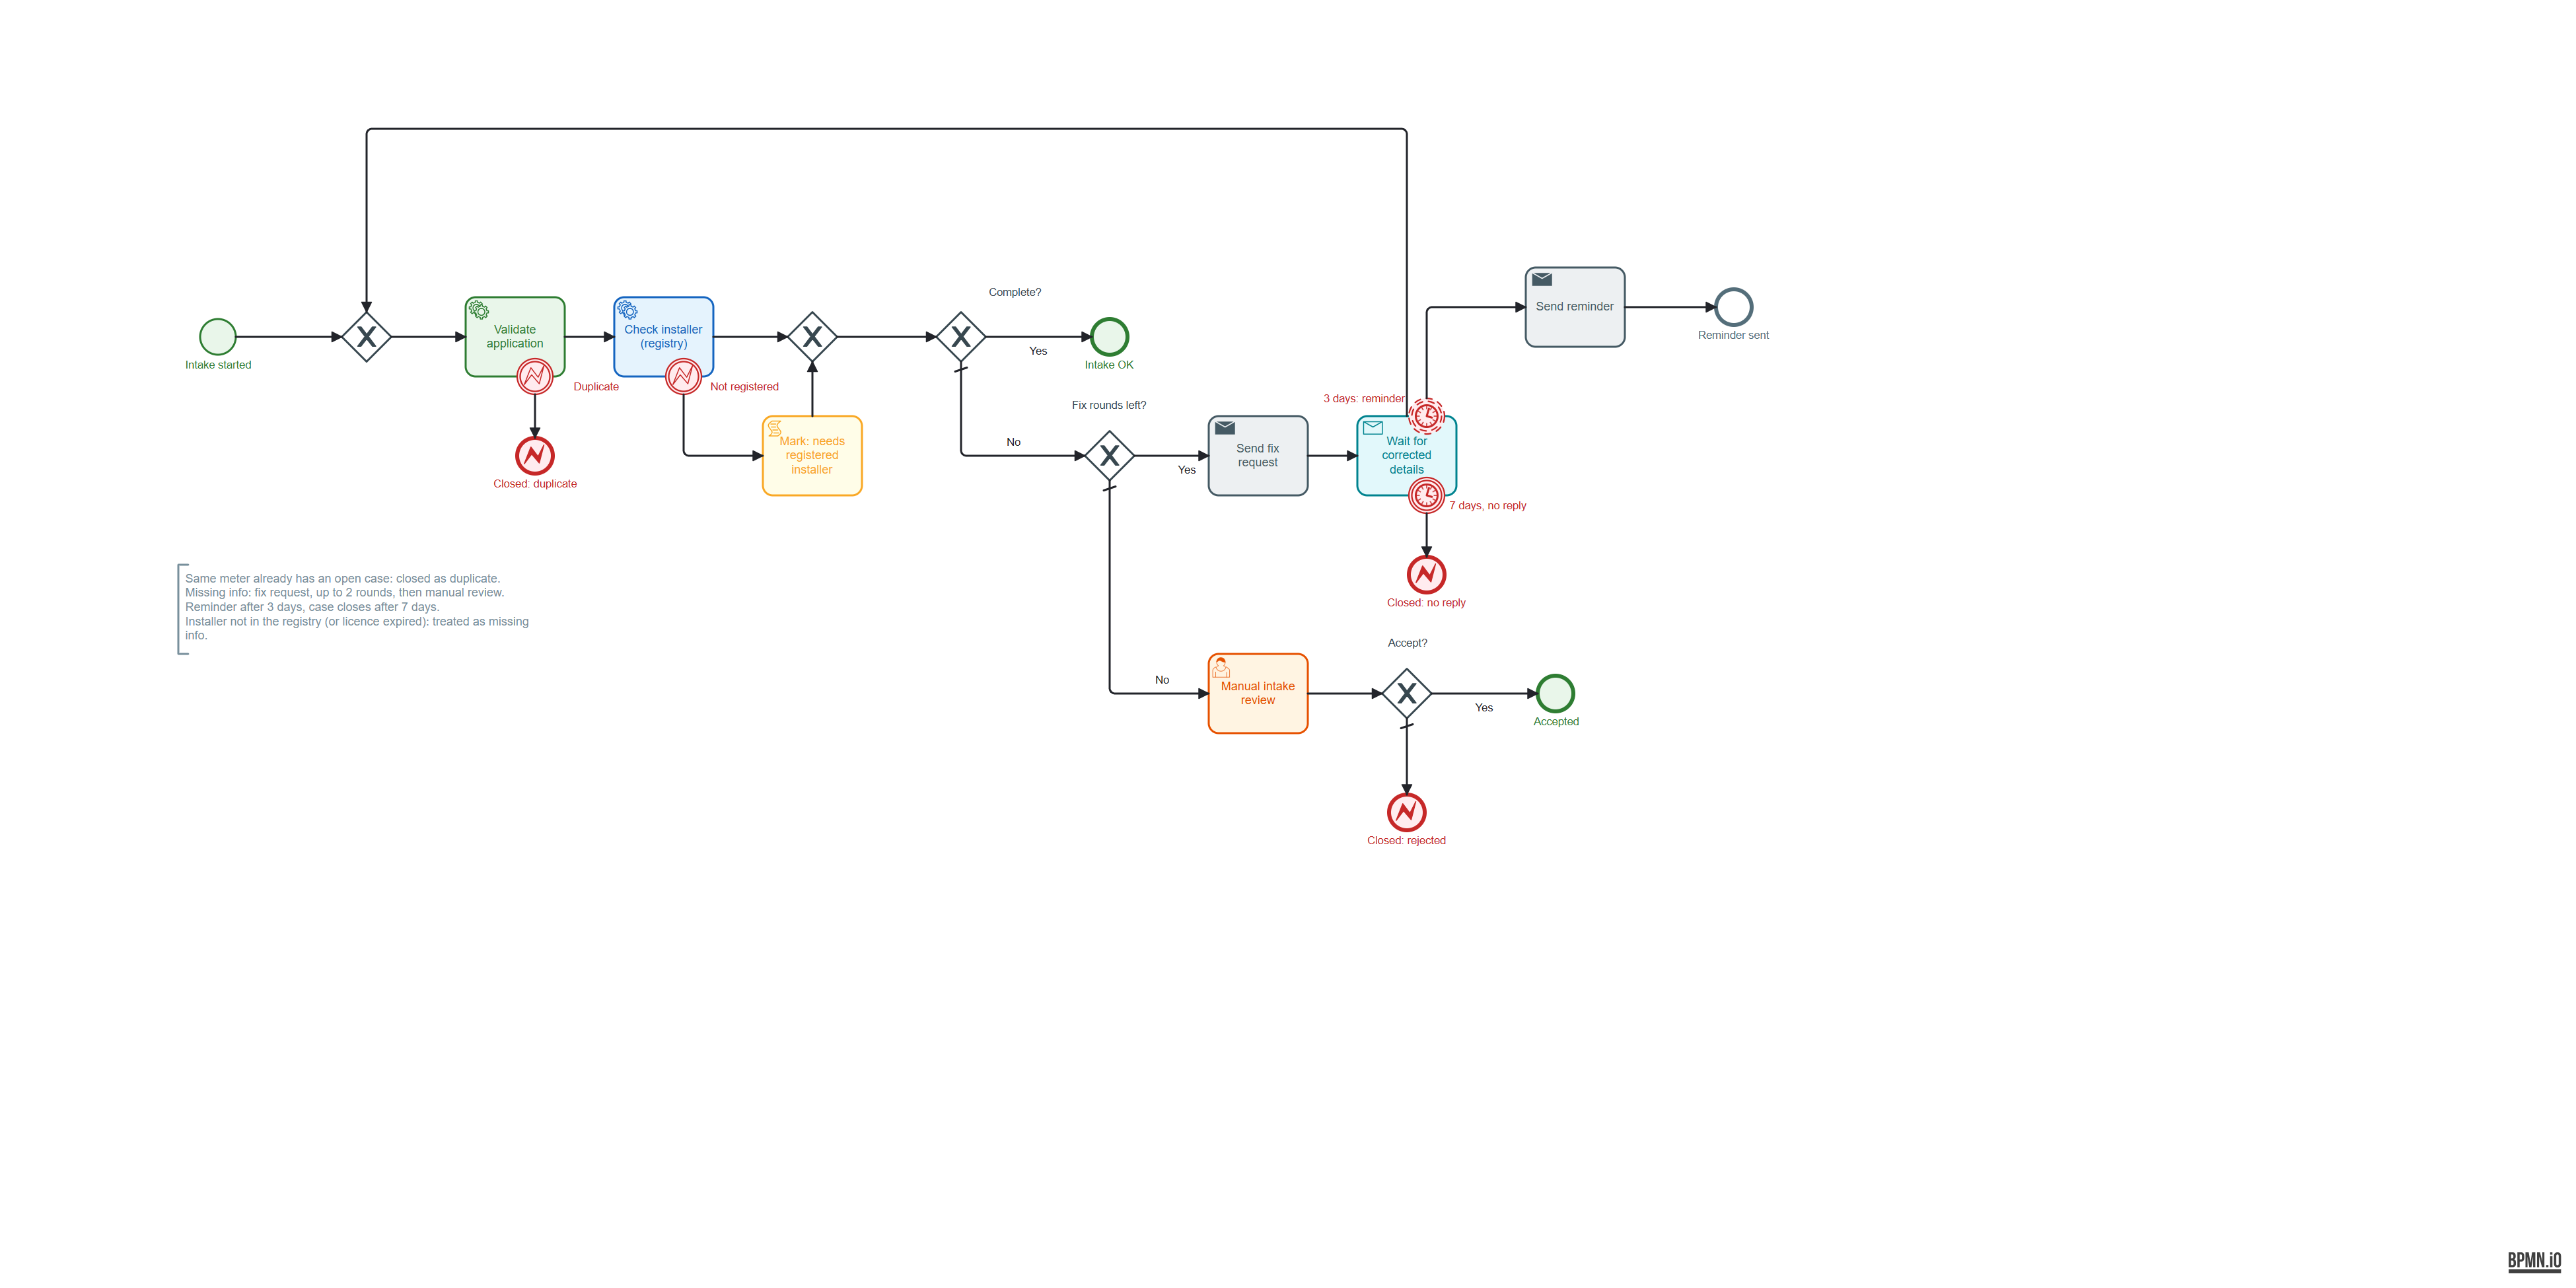 Complete?
Send reminder
Reminder sent
Intake started
Validate
application
Check installer
(registry)
Yes
Intake OK
Duplicate
Not registered
3 days: reminder
Fix rounds left?
No
Mark: needs
registered
installer
Send fix
request
Yes
Wait for
corrected
details
Closed: duplicate
7 days, no reply
Same meter already has an open case: closed as duplicate.
Missing info: fix request, up to 2 rounds, then manual review.
Reminder after 3 days, case closes after 7 days.
Installer not in the registry (or licence expired): treated as missing
info.
Closed: no reply
Accept?
No
Manual intake
review
Yes
Accepted
Closed: rejected
BPMN.iO